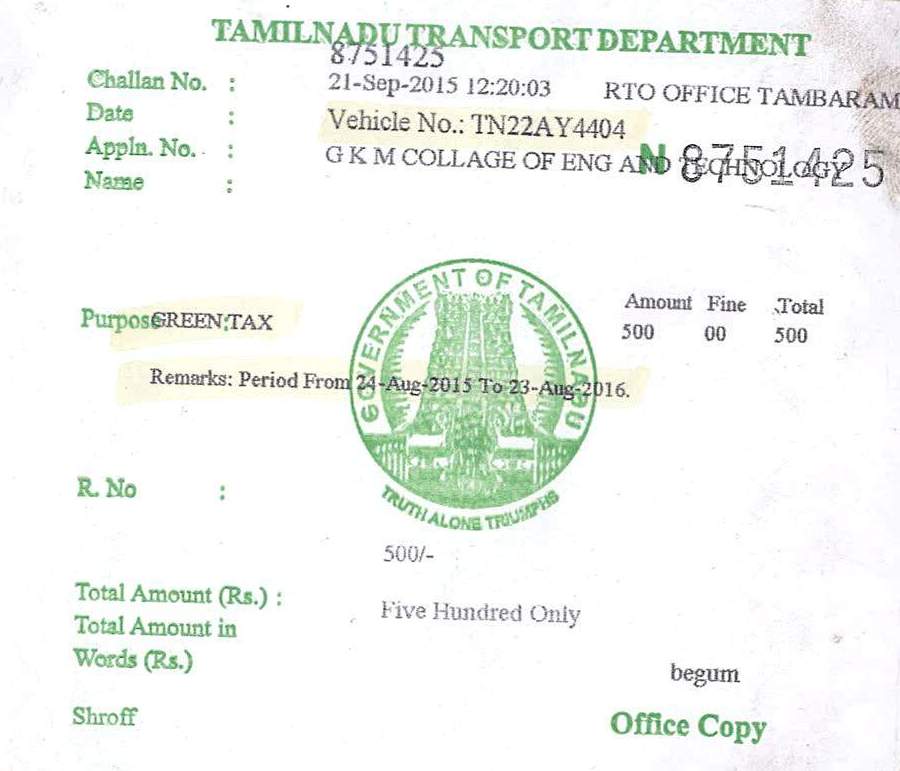 TAMILNADU TRANSPORT DEPARTMENT
8751425
Challan No. :
21-Sep-2015 12:20:03 RTO OFFICE TAMBARAM
Date :
Vehicle No.: TN22AY4404
Appln. No. :
G K M COLLAGE OF ENG AND TECHNOLOGY
N 8751425
Name :
GOVERNMENT OF TAMILNADU
Amount Fine Total
Purpose : GREEN TAX
500 00 500
Remarks: Period From 24-Aug-2015 To 23-Aug-2016.
R. No :
TRUTH ALONE TRIUMPHS
500/-
Total Amount (Rs.) :
Five Hundred Only
Total Amount in
Words (Rs.)
begum
Shroff
Office Copy